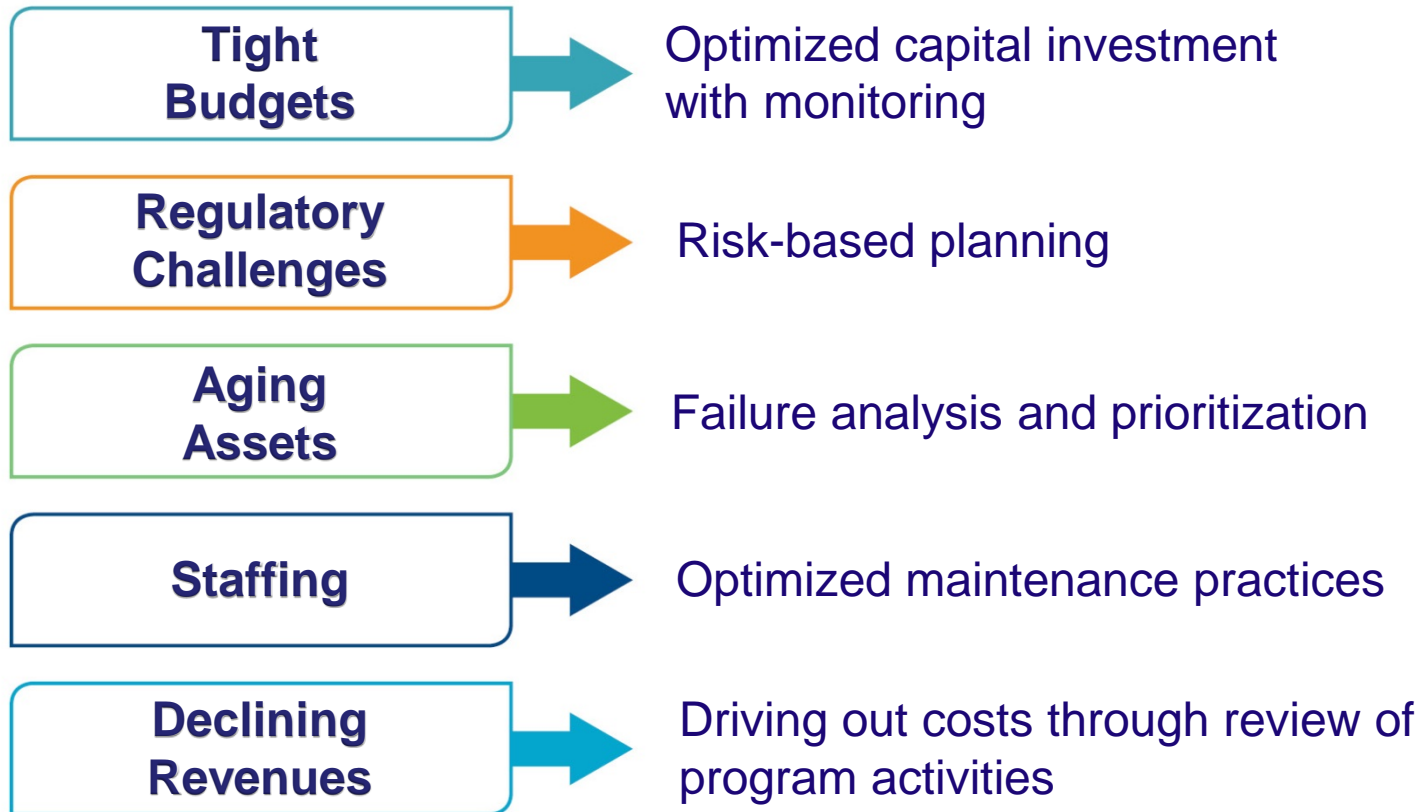 Tight
Budgets
Optimized capital investment
with monitoring
Regulatory
Challenges
Risk-based planning
Aging
Assets
Failure analysis and prioritization
Staffing
Optimized maintenance practices
Declining
Revenues
Driving out costs through review of
program activities